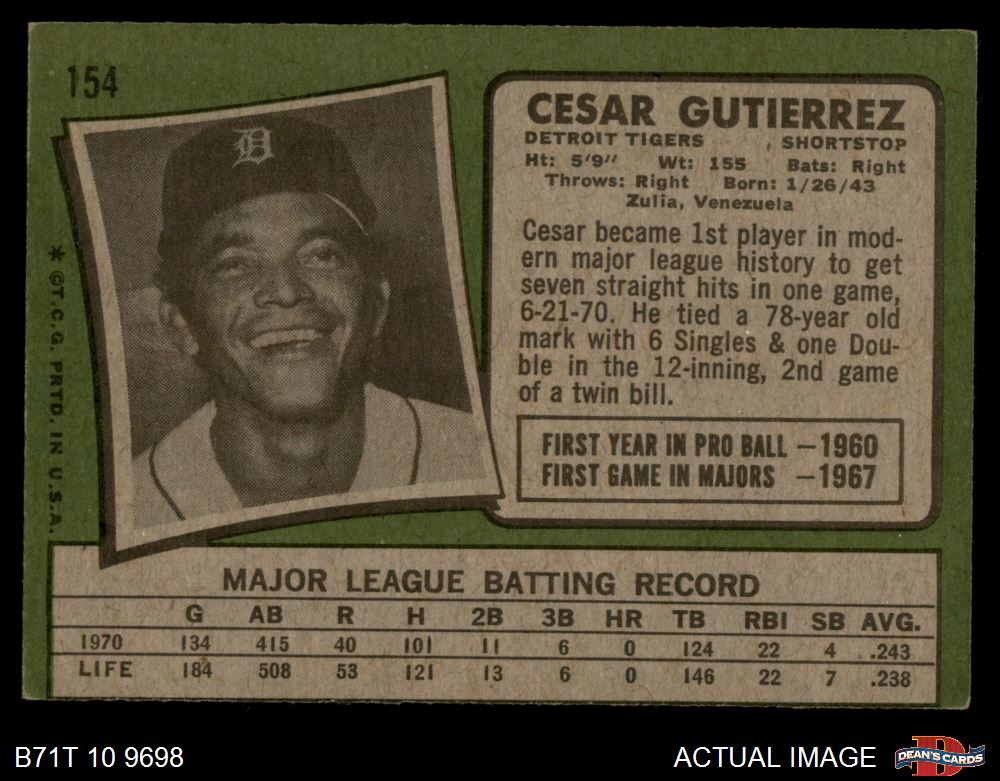 154
D
CESAR GUTIERREZ
DETROIT TIGERS SHORTSTOP
Ht: 5'9" Wt: 155 Bats: Right
Throws: Right Born: 1/26/43
Zulia, Venezuela
Cesar became 1st player in mod-
ern major league history to get
seven straight hits in one game,
6-21-70. He tied a 78-year old
mark with 6 Singles & one Dou-
ble in the 12-inning, 2nd game
of a twin bill.
FIRST YEAR IN PRO BALL —1960
FIRST GAME IN MAJORS —1967
* ©T.C.G. PRTD. IN U.S.A.
MAJOR LEAGUE BATTING RECORD
G AB R H 2B 3B HR TB RBI SB AVG.
1970 134 415 40 101 11 6 0 124 22 4 .243
LIFE 184 508 53 121 13 6 0 146 22 7 .238
B71T 10 9698
ACTUAL IMAGE
D
DEAN'S CARDS